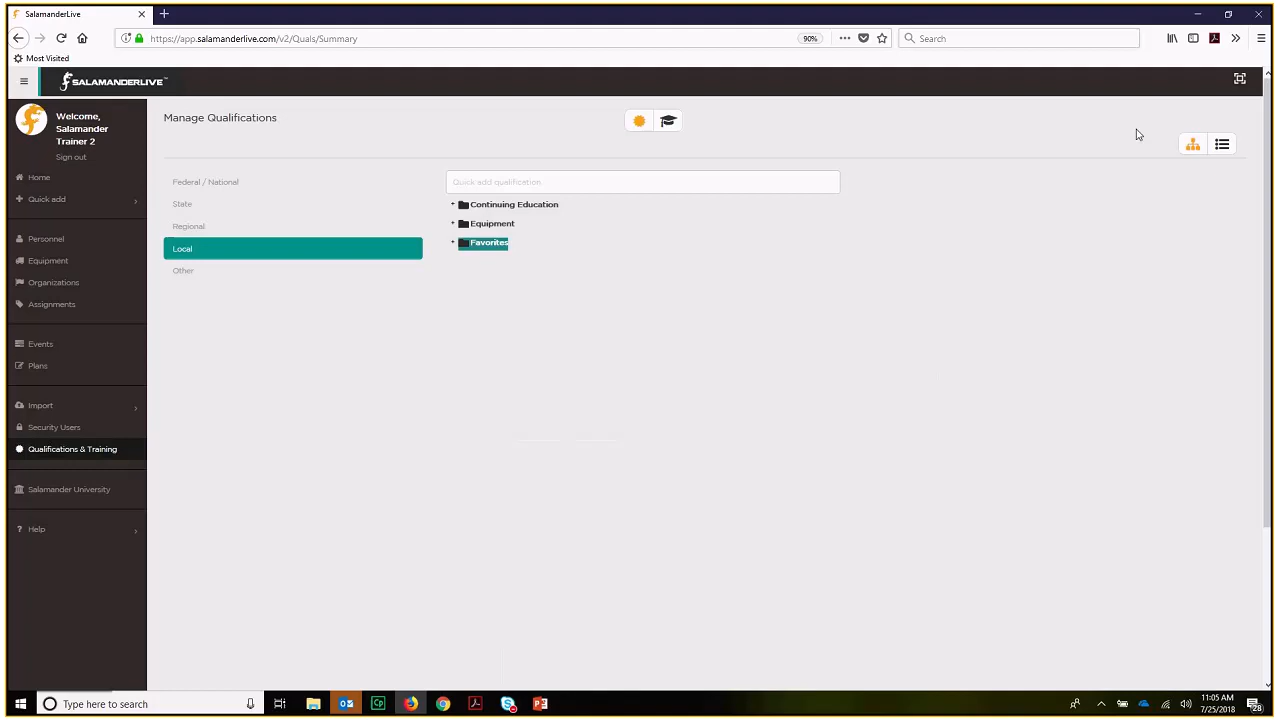 SalamanderLive
https://app.salamanderlive.com/v2/Quals/Summary
90%
Search
Most Visited
SALAMANDERLIVE™
Welcome,
Salamander
Trainer 2
Sign out
Home
Quick add
Personnel
Equipment
Organizations
Assignments
Events
Plans
Import
Security Users
Qualifications & Training
Salamander University
Help
Manage Qualifications
Federal / National
State
Regional
Local
Other
Quick add qualification
Continuing Education
Equipment
Favorites
Type here to search
11:05 AM
7/25/2018
28